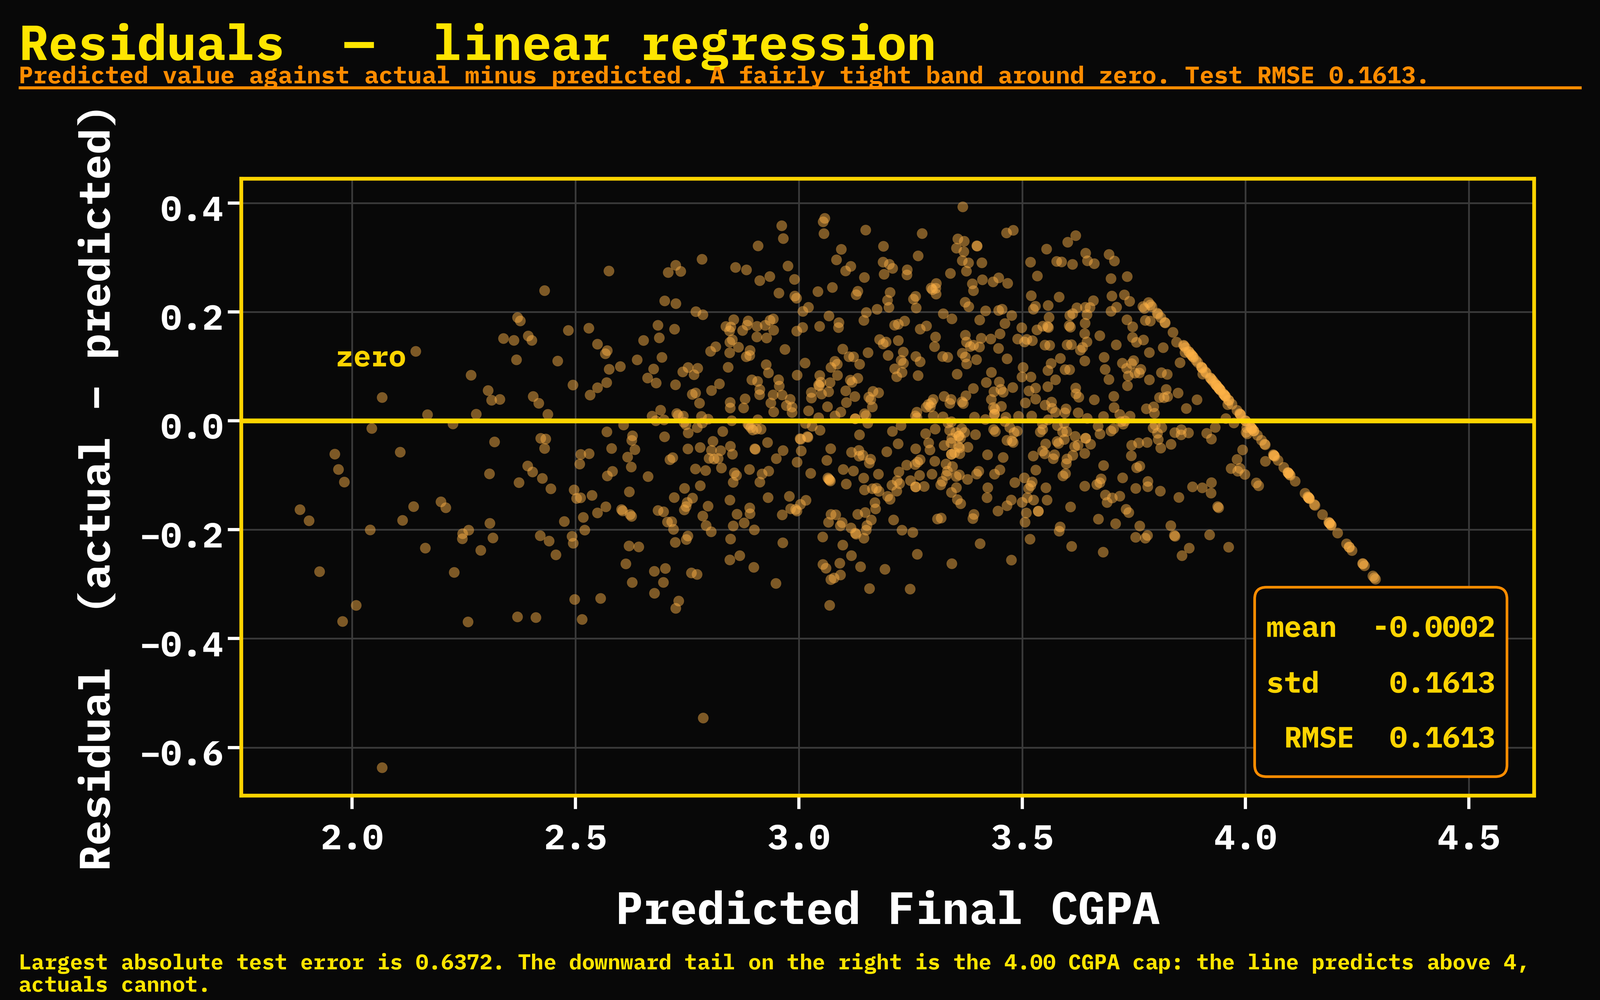 Residuals — linear regression
Predicted value against actual minus predicted. A fairly tight band around zero. Test RMSE 0.1613.
Residual (actual − predicted)
0.4
0.2
0.0
−0.2
−0.4
−0.6
zero
mean -0.0002
std 0.1613
RMSE 0.1613
2.0 2.5 3.0 3.5 4.0 4.5
Predicted Final CGPA
Largest absolute test error is 0.6372. The downward tail on the right is the 4.00 CGPA cap: the line predicts above 4,
actuals cannot.